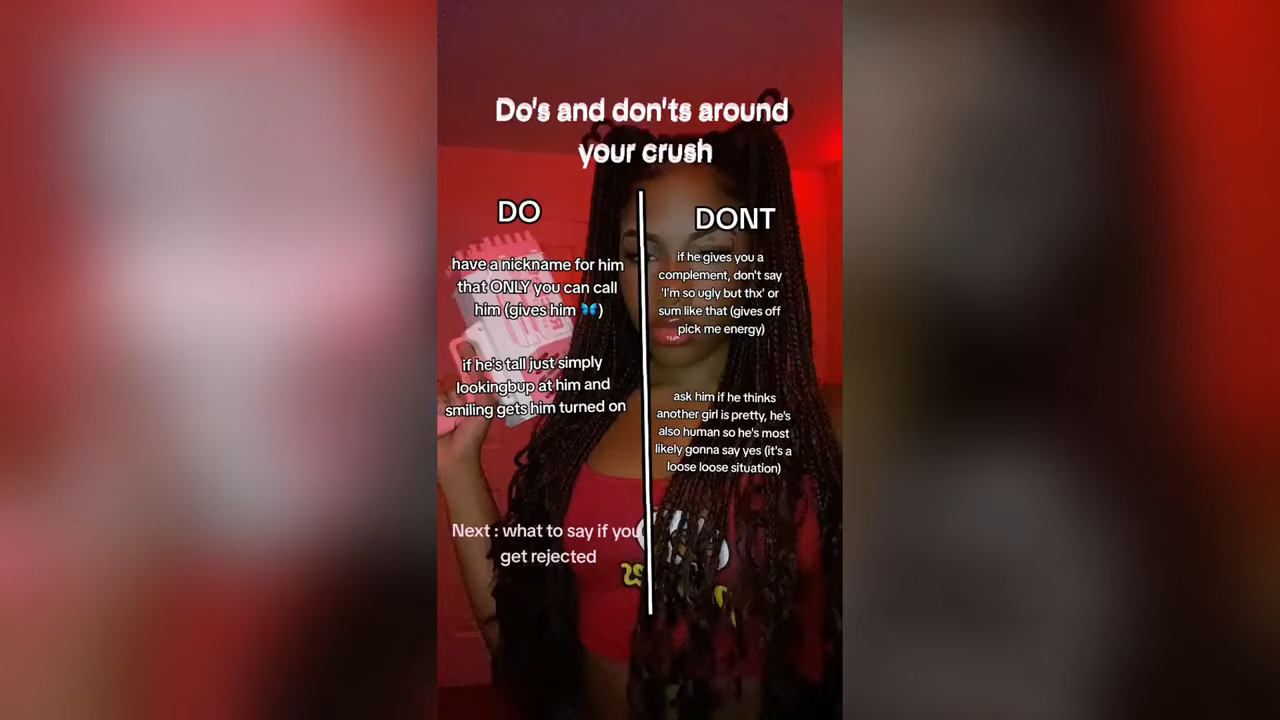 Do's and don'ts around
your crush
DO
have a nickname for him
that ONLY you can call
him (gives him 🦋)
if he's tall just simply
lookingbup at him and
smiling gets him turned on
Next : what to say if you
get rejected
DONT
if he gives you a
complement, don't say
'I'm so ugly but thx' or
sum like that (gives off
pick me energy)
ask him if he thinks
another girl is pretty, he's
also human so he's most
likely gonna say yes (it's a
loose loose situation)